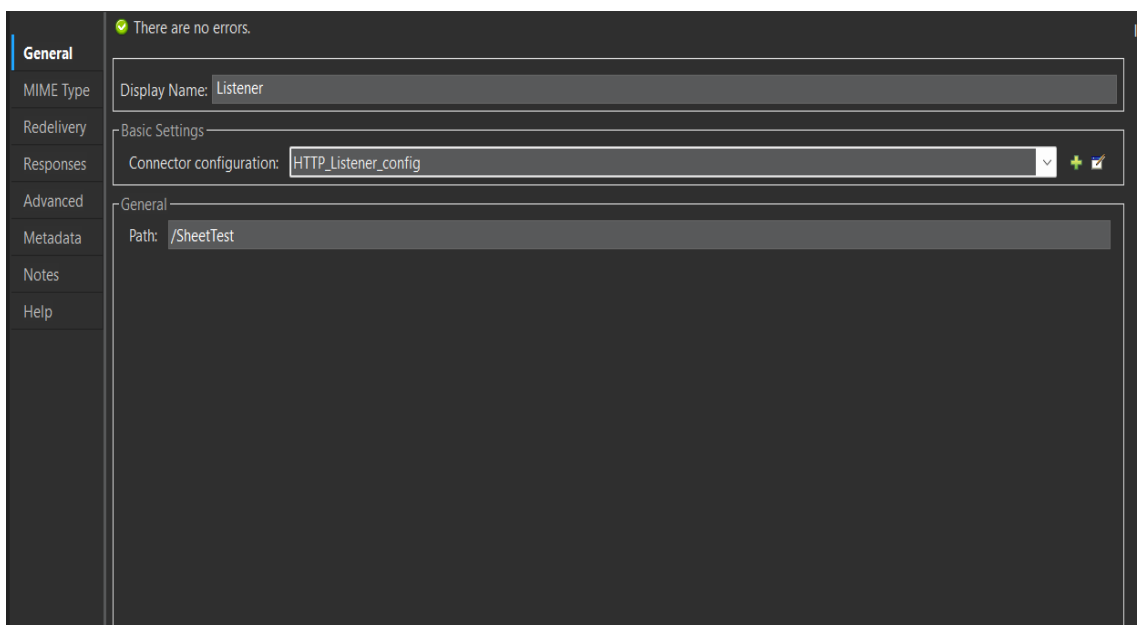 There are no errors.
General
MIME Type
Redelivery
Responses
Advanced
Metadata
Notes
Help
Display Name: Listener
Basic Settings
Connector configuration: HTTP_Listener_config
General
Path: /SheetTest